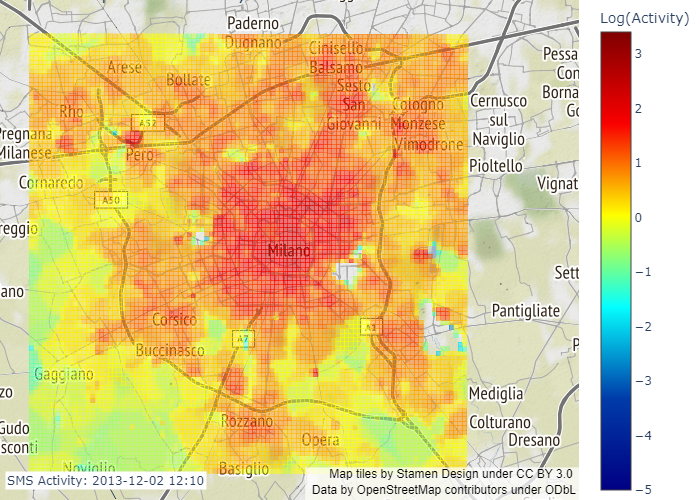 Log(Activity)
3
2
1
0
−1
−2
−3
−4
−5
Paderno
Dugnano
Cinisello
Balsamo
Arese
Bollate
Sesto
San
Giovanni
Rho
A52
Cologno
Monzese
Vimodrone
Cernusco
sul
Naviglio
Pessa
Con
Borna
Go
Pregnana
Milanese
Pero
Pioltello
Cornaredo
A50
Vignat
reggio
Milano
Sett
ano
Corsico
A7
Pantigliate
Buccinasco
Gaggiano
zo
Mediglia
Rozzano
Colturano
Dresano
Gudo
sconti
Opera
Noviglio
Basiglio
SMS Activity: 2013-12-02 12:10
Map tiles by Stamen Design under CC BY 3.0
Data by OpenStreetMap contributors under ODbL